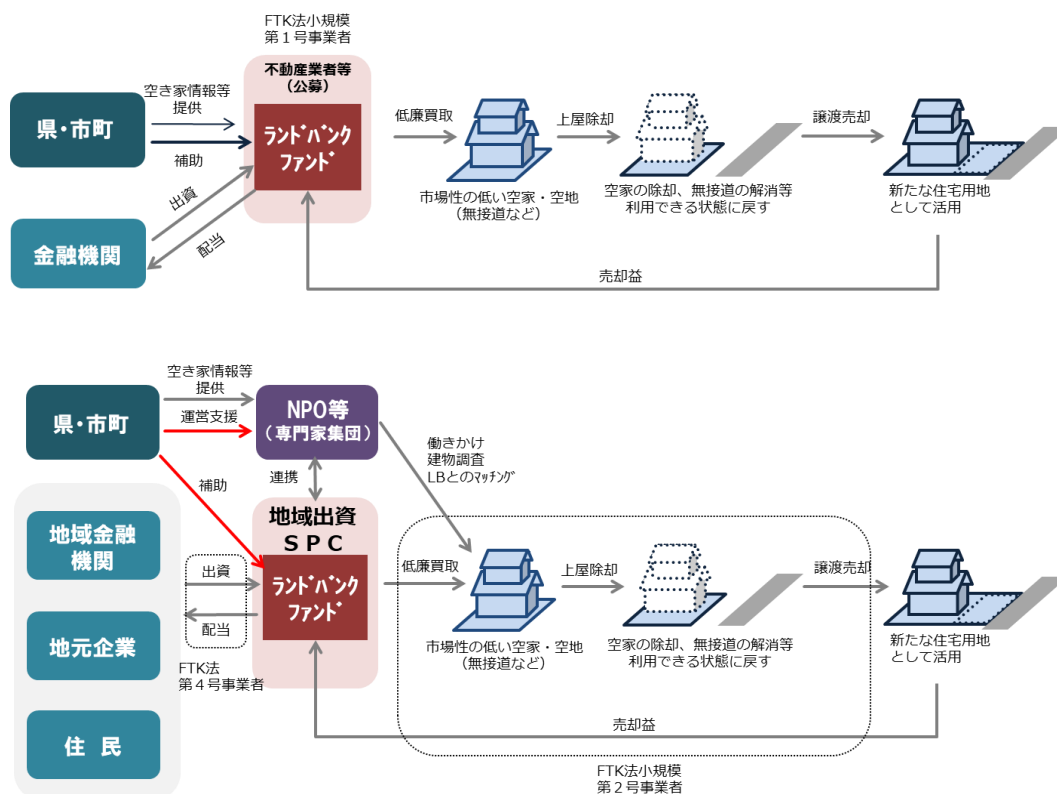 FTK法小規模
第１号事業者
不動産業者等
（公募）
空き家情報等
提供
県・市町
補助
ﾗﾝﾄﾞﾊﾞﾝｸ
ﾌｧﾝﾄﾞ
出資
配当
金融機関
低廉買取
上屋除却
譲渡売却
市場性の低い空家・空地
（無接道など）
空家の除却、無接道の解消等
利用できる状態に戻す
新たな住宅用地
として活用
売却益
空き家情報等
提供
県・市町
運営支援
NPO等
（専門家集団）
働きかけ
建物調査
LBとのﾏｯﾁﾝｸﾞ
連携
補助
地域出資
ＳＰＣ
ﾗﾝﾄﾞﾊﾞﾝｸ
ﾌｧﾝﾄﾞ
地域金融
機関
出資
配当
地元企業
FTK法
第４号事業者
住 民
低廉買取
上屋除却
譲渡売却
市場性の低い空家・空地
（無接道など）
空家の除却、無接道の解消等
利用できる状態に戻す
新たな住宅用地
として活用
売却益
FTK法小規模
第２号事業者